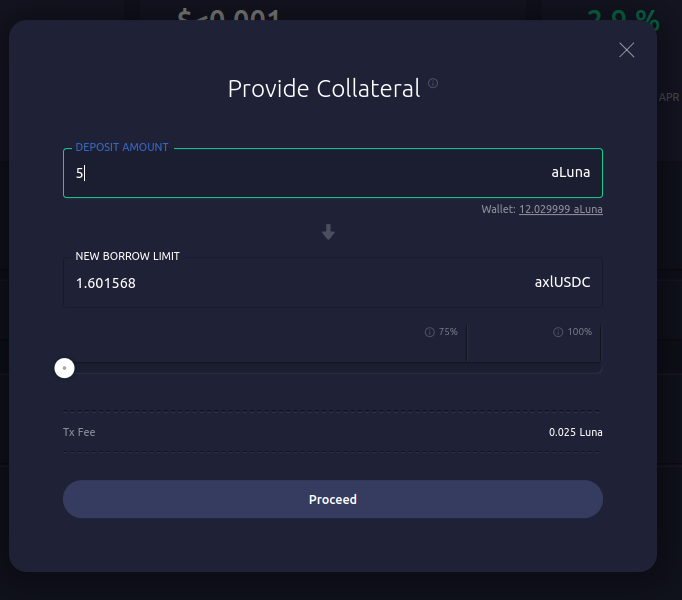 $<0.001
2.9 %
APR
Provide Collateral
DEPOSIT AMOUNT
5 aLuna
Wallet: 12.029999 aLuna
NEW BORROW LIMIT
1.601568 axlUSDC
75% 100%
Tx Fee 0.025 Luna
Proceed